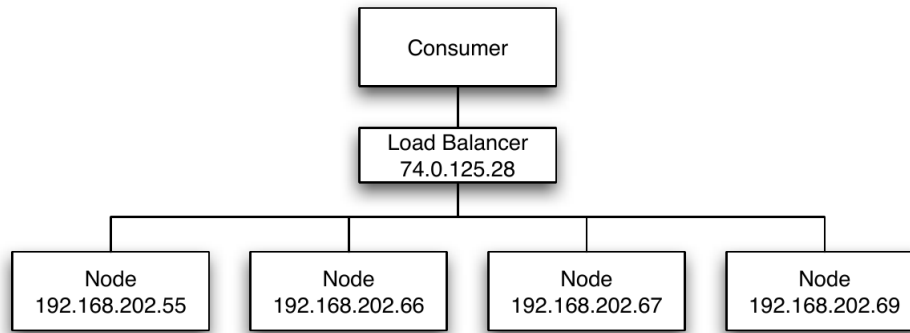 Consumer
Load Balancer
74.0.125.28
Node
192.168.202.55
Node
192.168.202.66
Node
192.168.202.67
Node
192.168.202.69